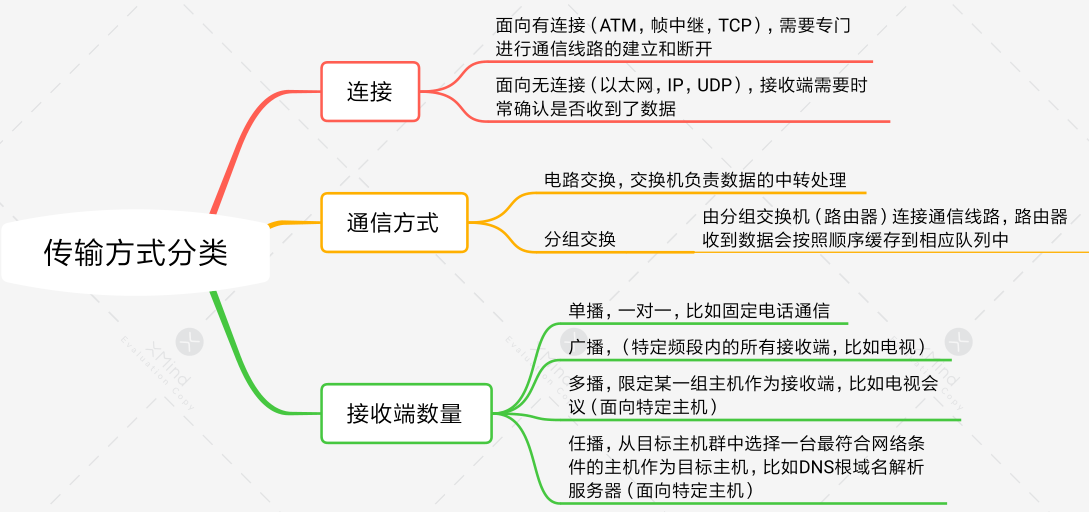 传输方式分类
连接
面向有连接（ATM，帧中继，TCP），需要专门
进行通信线路的建立和断开
面向无连接（以太网，IP，UDP），接收端需要时
常确认是否收到了数据
通信方式
电路交换，交换机负责数据的中转处理
分组交换
由分组交换机（路由器）连接通信线路，路由器
收到数据会按照顺序缓存到相应队列中
接收端数量
单播，一对一，比如固定电话通信
广播，（特定频段内的所有接收端，比如电视）
多播，限定某一组主机作为接收端，比如电视会
议（面向特定主机）
任播，从目标主机群中选择一台最符合网络条
件的主机作为目标主机，比如DNS根域名解析
服务器（面向特定主机）
XMind
Evaluation Copy
XMind
Evaluation Copy
XMind
Evaluation Copy